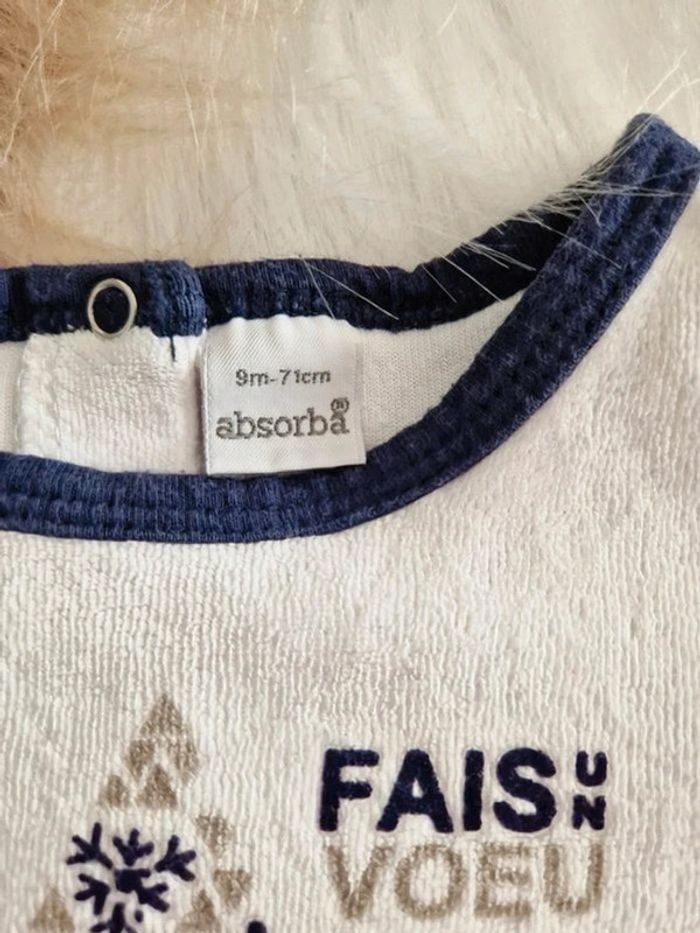 9m-71cm
absorba®
FAIS UN
VOEU